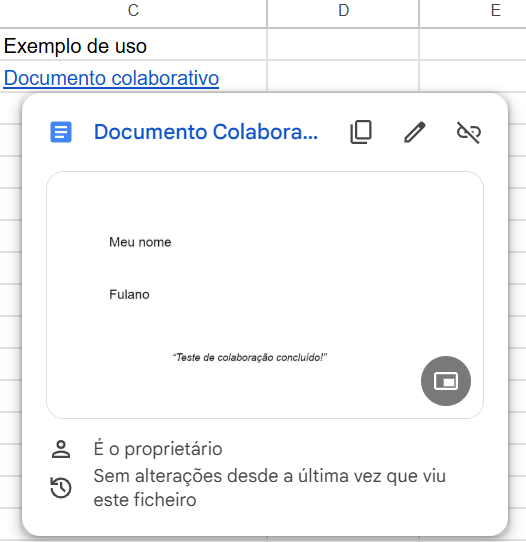 C D E
Exemplo de uso
Documento colaborativo
Documento Colabora...
Meu nome
Fulano
"Teste de colaboração concluído!"
É o proprietário
Sem alterações desde a última vez que viu
este ficheiro